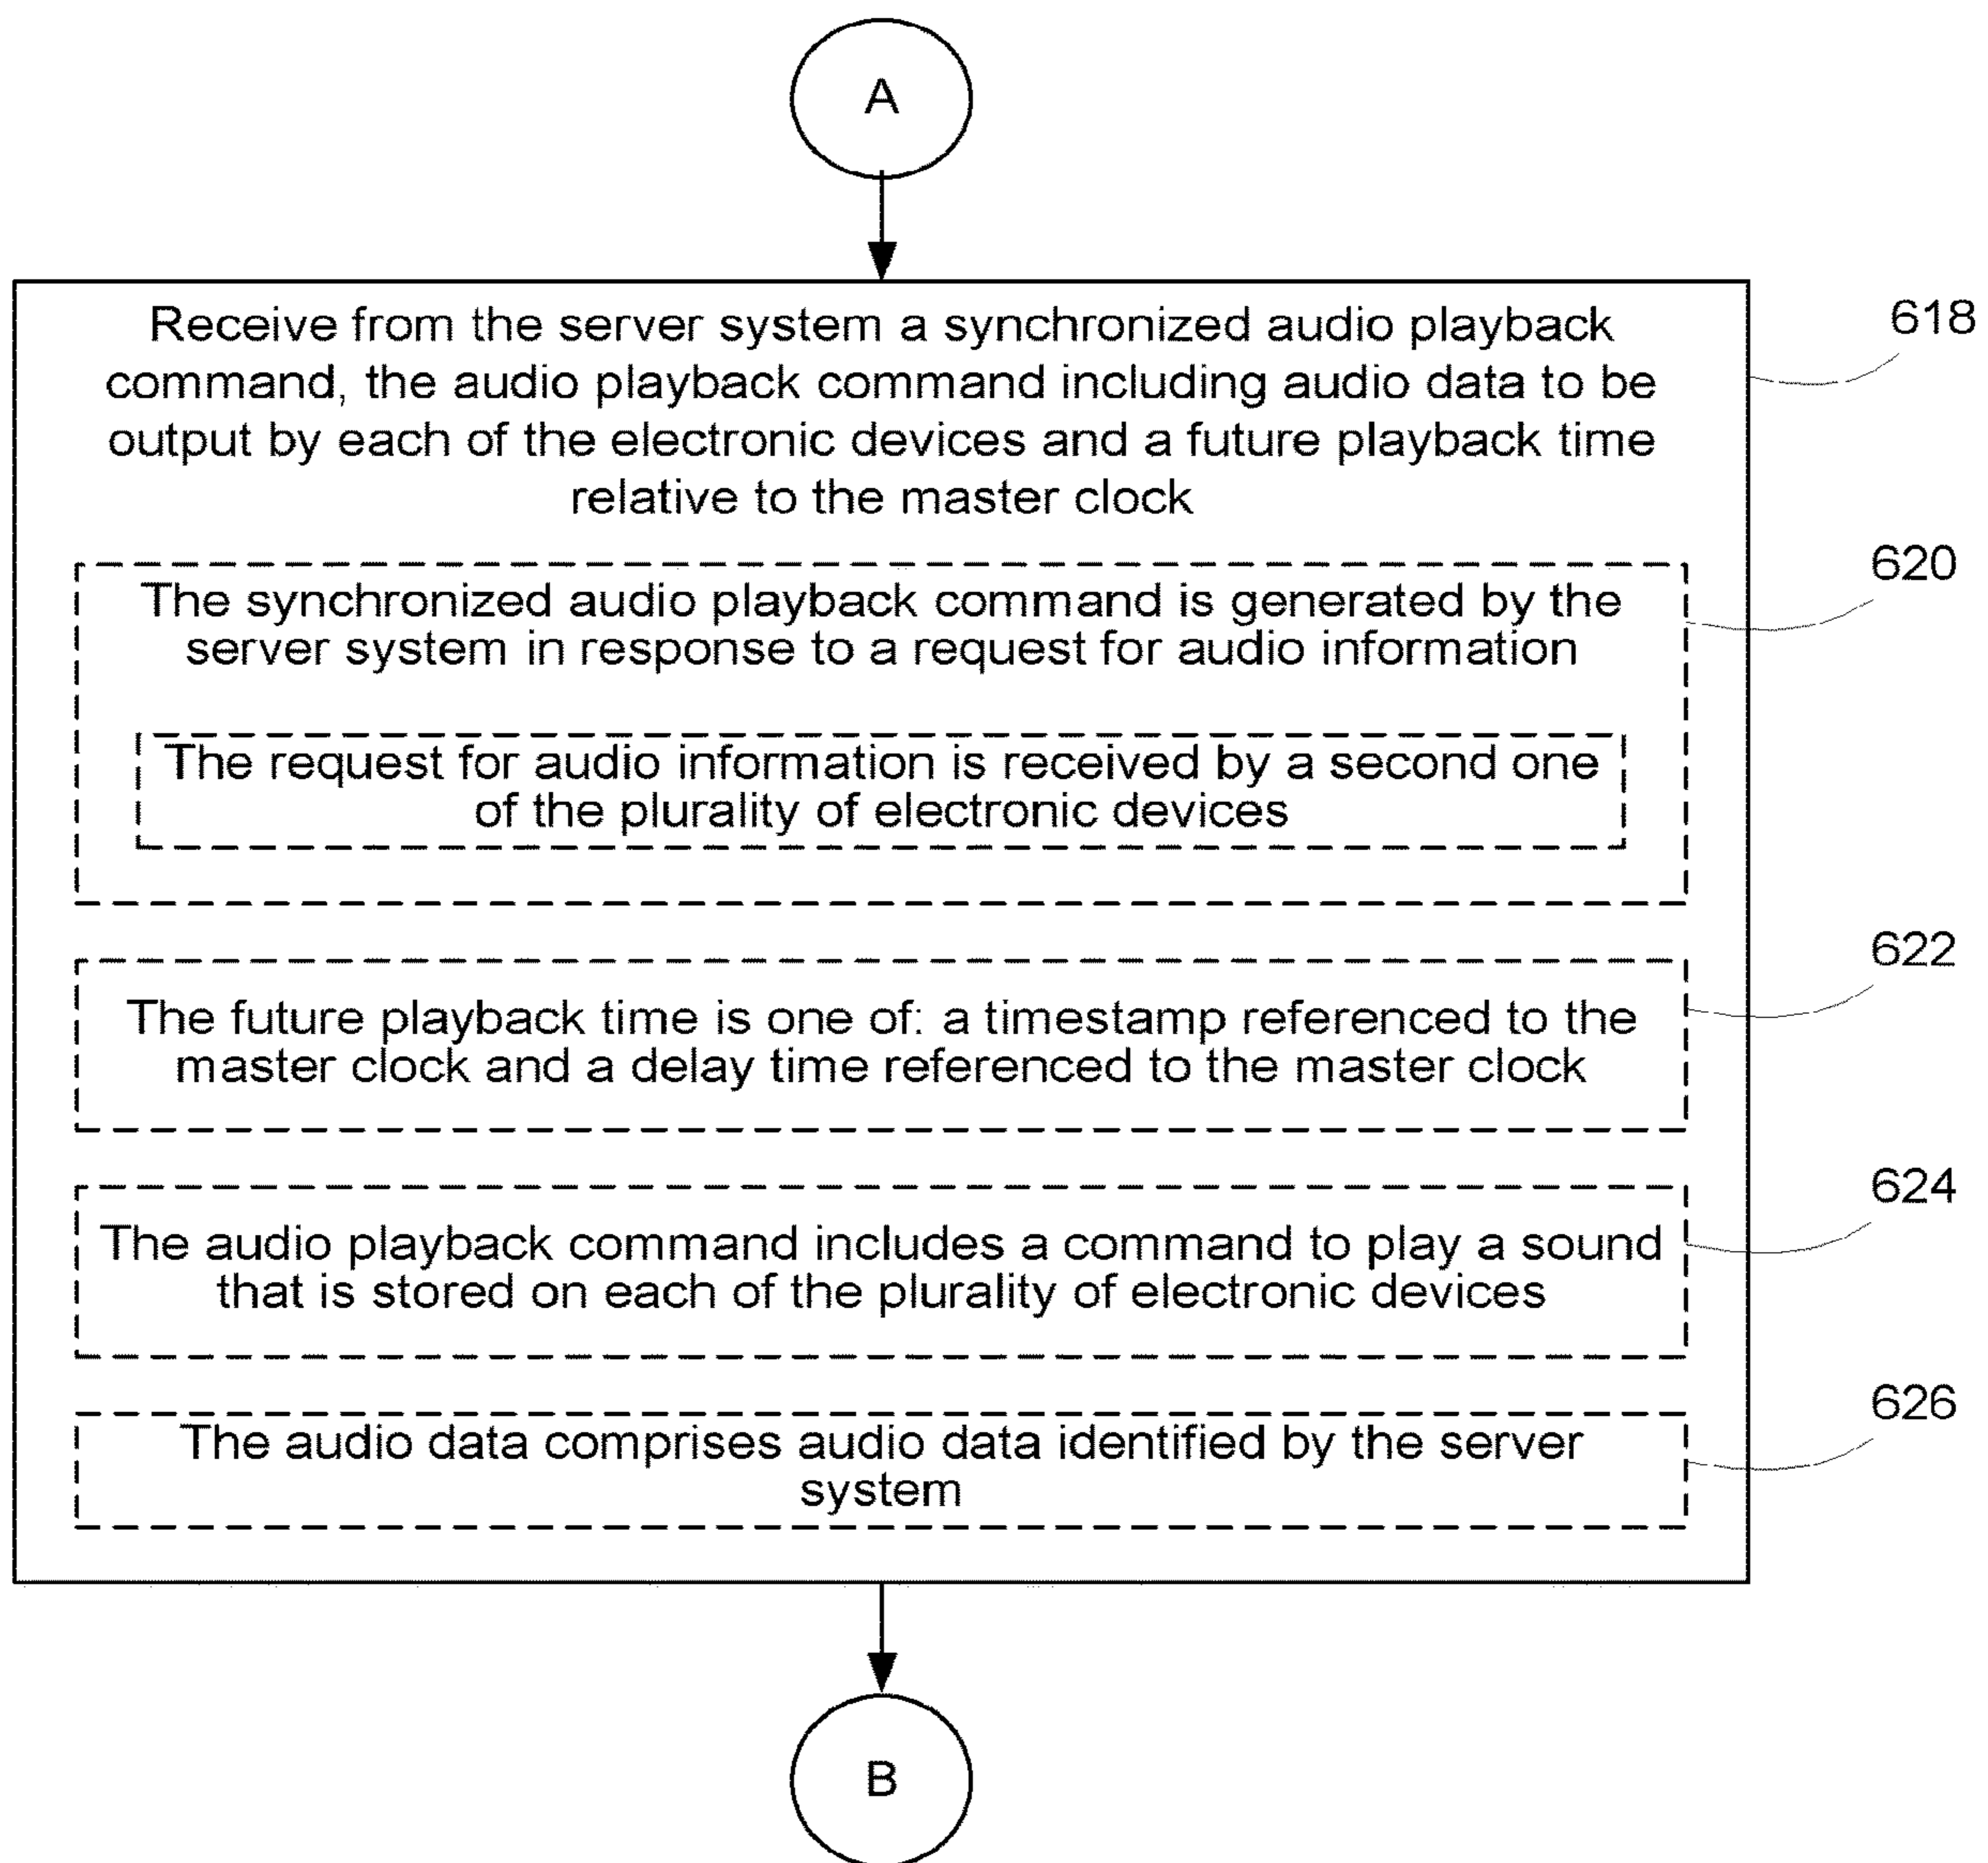 A
Receive from the server system a synchronized audio playback
command, the audio playback command including audio data to be
output by each of the electronic devices and a future playback time
relative to the master clock
618
The synchronized audio playback command is generated by the
server system in response to a request for audio information
620
The request for audio information is received by a second one
of the plurality of electronic devices
The future playback time is one of: a timestamp referenced to the
master clock and a delay time referenced to the master clock
622
The audio playback command includes a command to play a sound
that is stored on each of the plurality of electronic devices
624
The audio data comprises audio data identified by the server
system
626
B